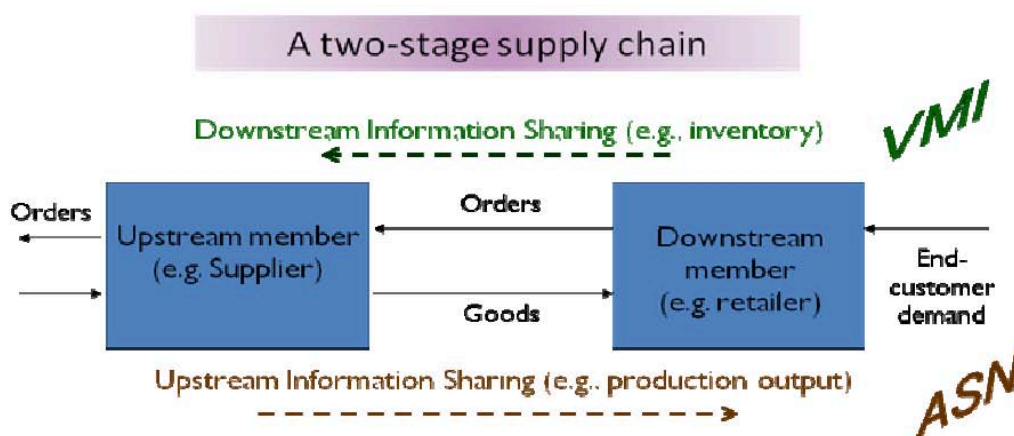 A two-stage supply chain
Downstream Information Sharing (e.g., inventory)
VMI
Orders
Upstream member
(e.g. Supplier)
Orders
Goods
Downstream
member
(e.g. retailer)
End-
customer
demand
Upstream Information Sharing (e.g., production output)
ASN